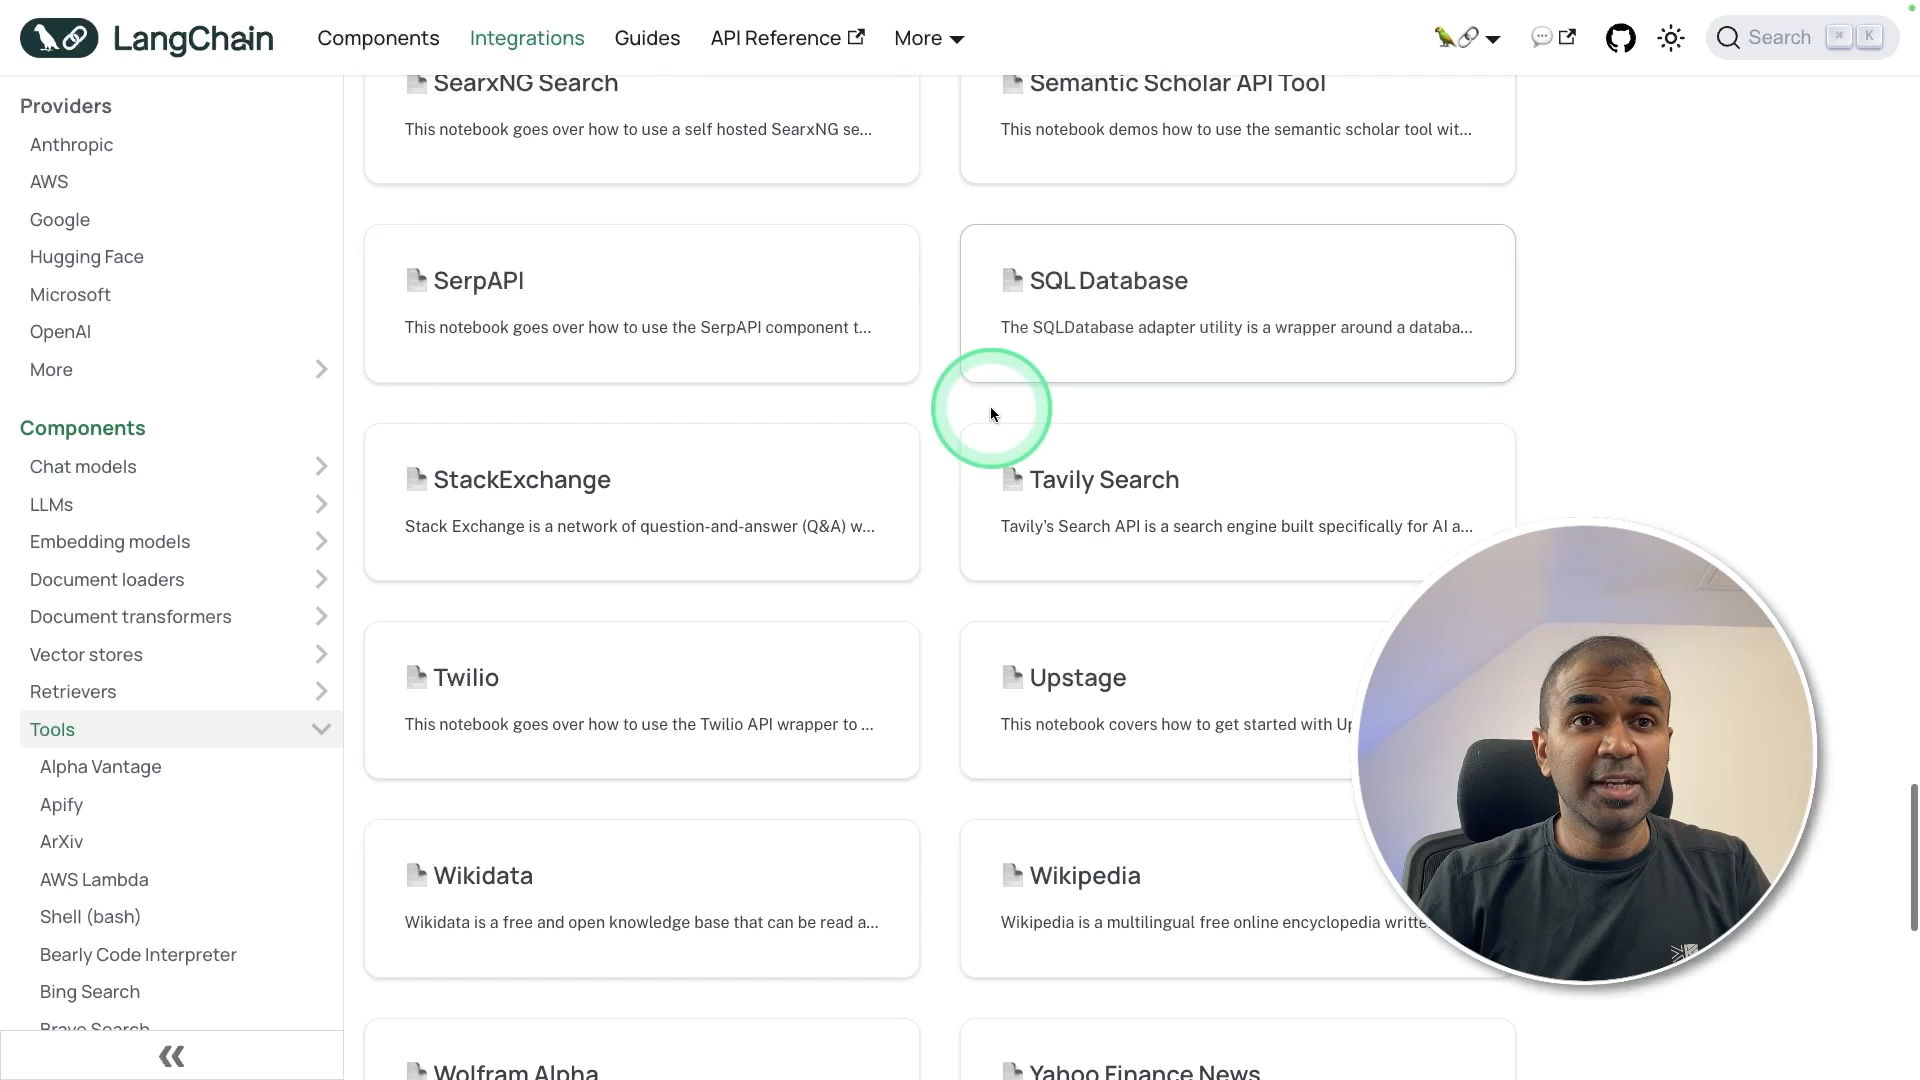 LangChain
Components
Integrations
Guides
API Reference
More
Search
⌘ K
Providers
Anthropic
AWS
Google
Hugging Face
Microsoft
OpenAI
More
Components
Chat models
LLMs
Embedding models
Document loaders
Document transformers
Vector stores
Retrievers
Tools
Alpha Vantage
Apify
ArXiv
AWS Lambda
Shell (bash)
Bearly Code Interpreter
Bing Search
Brave Search
SearxNG Search
This notebook goes over how to use a self hosted SearxNG se...
Semantic Scholar API Tool
This notebook demos how to use the semantic scholar tool wit...
SerpAPI
This notebook goes over how to use the SerpAPI component t...
SQL Database
The SQLDatabase adapter utility is a wrapper around a databa...
StackExchange
Stack Exchange is a network of question-and-answer (Q&A) w...
Tavily Search
Tavily's Search API is a search engine built specifically for AI a...
Twilio
This notebook goes over how to use the Twilio API wrapper to ...
Upstage
This notebook covers how to get started with Up
Wikidata
Wikidata is a free and open knowledge base that can be read a...
Wikipedia
Wikipedia is a multilingual free online encyclopedia writte
Wolfram Alpha
Yahoo Finance News